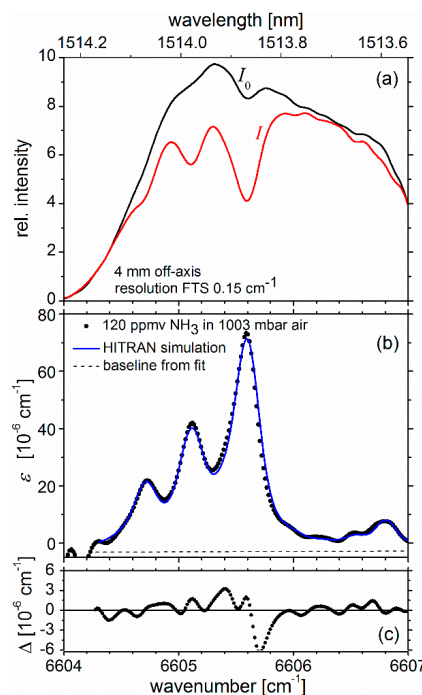 wavelength [nm]
1514.2 1514.0 1513.8 1513.6
10
8
6
4
2
0
rel. intensity
(a)
I₀
I
4 mm off-axis
resolution FTS 0.15 cm⁻¹
80
60
40
20
0
ε [10⁻⁶ cm⁻¹]
120 ppmv NH₃ in 1003 mbar air
HITRAN simulation
baseline from fit
(b)
6
3
0
-3
-6
Δ [10⁻⁶ cm⁻¹]
(c)
6604 6605 6606 6607
wavenumber [cm⁻¹]